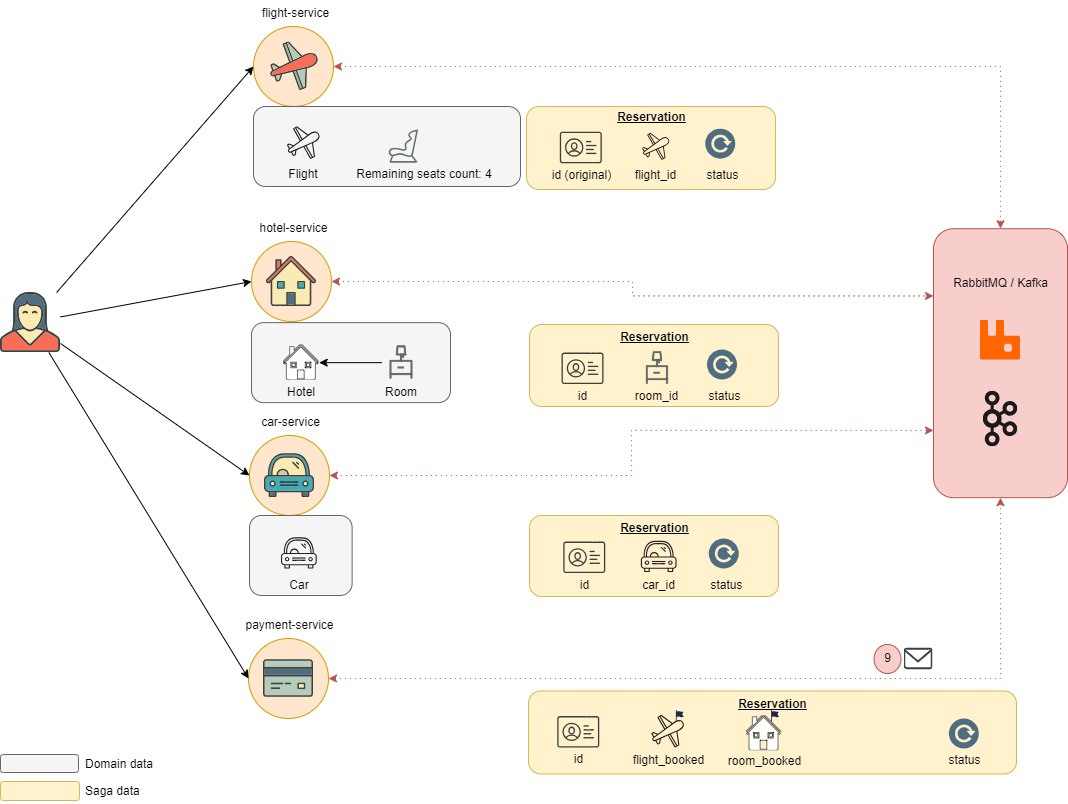 flight-service
Reservation
Flight
Remaining seats count: 4
id (original)
flight_id
status
hotel-service
RabbitMQ / Kafka
Reservation
Hotel
Room
id
room_id
status
car-service
Reservation
Car
id
car_id
status
payment-service
9
Reservation
id
flight_booked
room_booked
status
Domain data
Saga data